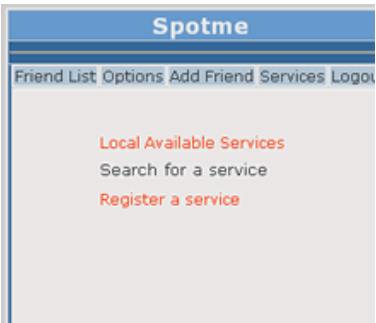 Spotme
Friend List Options Add Friend Services Logou
Local Available Services
Search for a service
Register a service